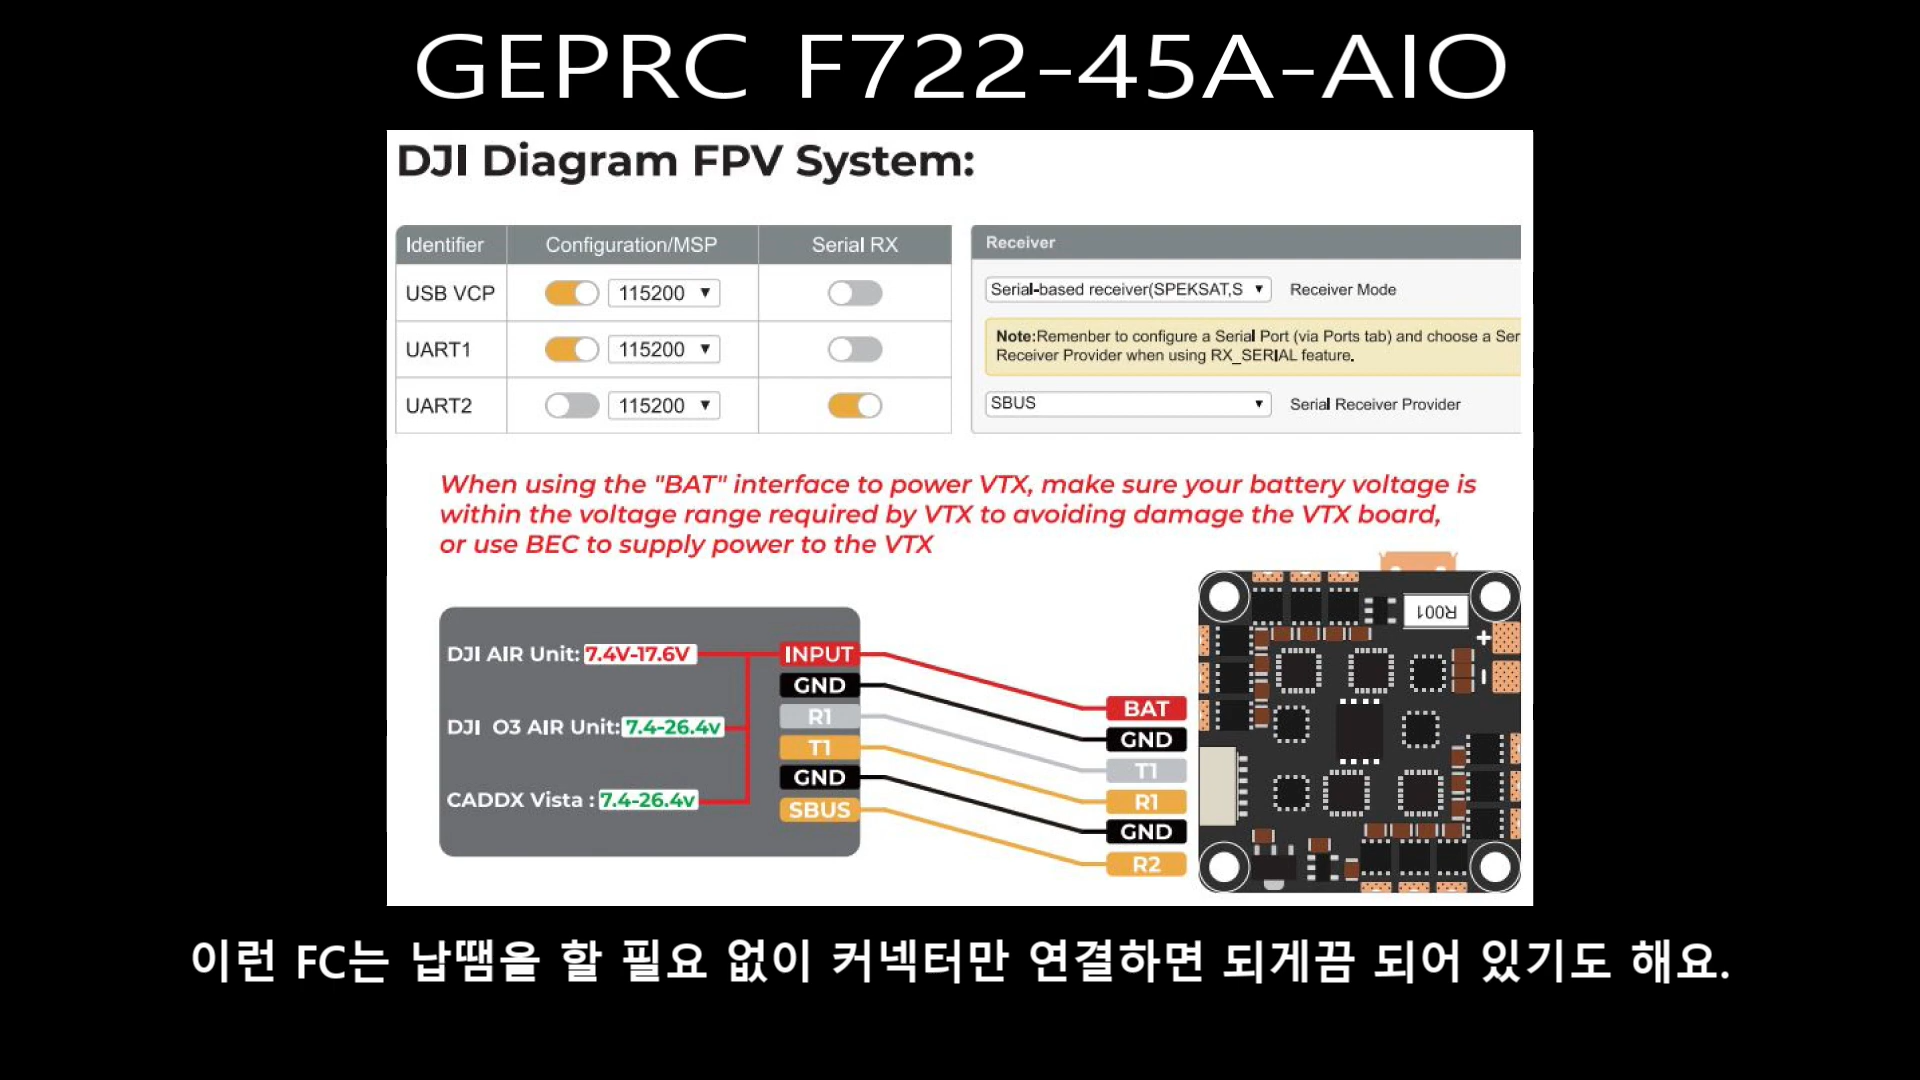 GEPRC F722-45A-AIO
DJI Diagram FPV System:
Identifier Configuration/MSP Serial RX
USB VCP 115200
UART1 115200
UART2 115200
Receiver
Serial-based receiver(SPEKSAT,S Receiver Mode
Note:Remenber to configure a Serial Port (via Ports tab) and choose a Ser
Receiver Provider when using RX_SERIAL feature.
SBUS Serial Receiver Provider
When using the "BAT" interface to power VTX, make sure your battery voltage is
within the voltage range required by VTX to avoiding damage the VTX board,
or use BEC to supply power to the VTX
DJI AIR Unit: 7.4V-17.6V
DJI O3 AIR Unit: 7.4-26.4v
CADDX Vista : 7.4-26.4v
INPUT
GND
R1
T1
GND
SBUS
BAT
GND
T1
R1
GND
R2
R001
+
-
이런 FC는 납땜을 할 필요 없이 커넥터만 연결하면 되게끔 되어 있기도 해요.